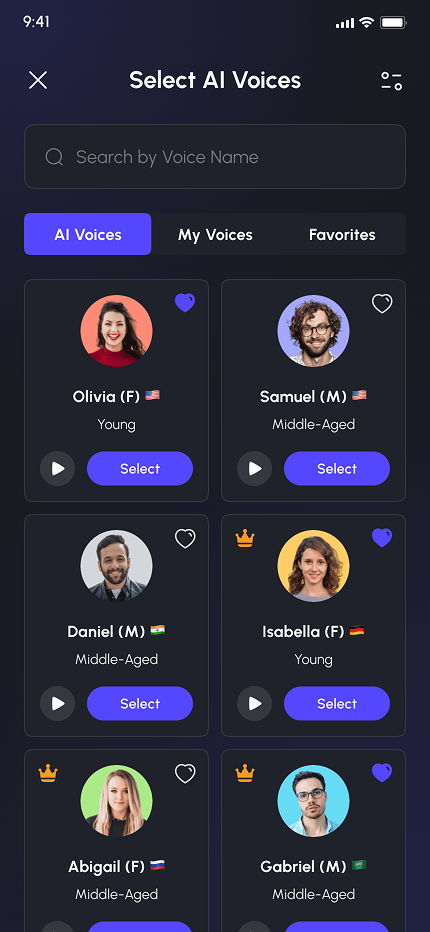 9:41
Select AI Voices
Search by Voice Name
AI Voices My Voices Favorites
Olivia (F)
Young
Select
Samuel (M)
Middle-Aged
Select
Daniel (M)
Middle-Aged
Select
Isabella (F)
Young
Select
Abigail (F)
Middle-Aged
Gabriel (M)
Middle-Aged